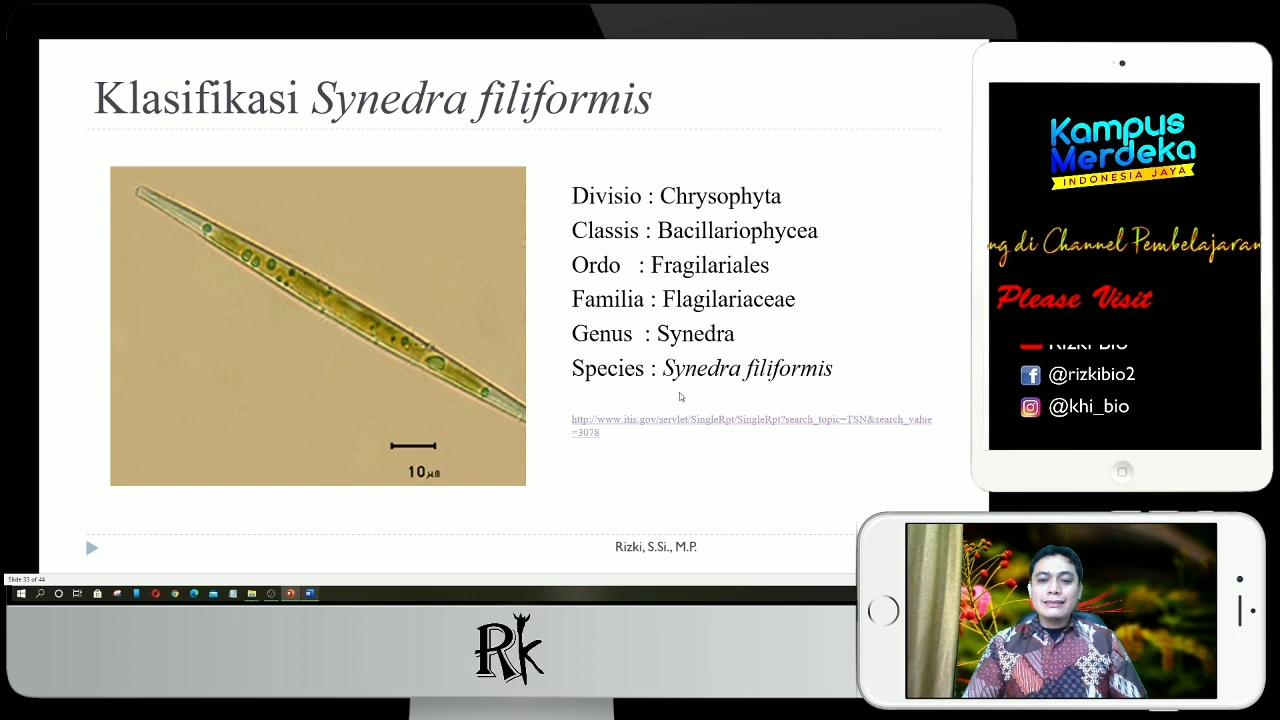 Klasifikasi Synedra filiformis
Divisio : Chrysophyta
Classis : Bacillariophycea
Ordo : Fragilariales
Familia : Flagilariaceae
Genus : Synedra
Species : Synedra filiformis
http://www.itis.gov/servlet/SingleRpt/SingleRpt?search_topic=TSN&search_value
=3078
10 μm
Rizki, S.Si., M.P.
Slide 33 of 44
Rk
Kampus
Merdeka
INDONESIA JAYA
ng di Channel Pembelajaran
Please Visit
Rizki Bio
@rizkibio2
@khi_bio